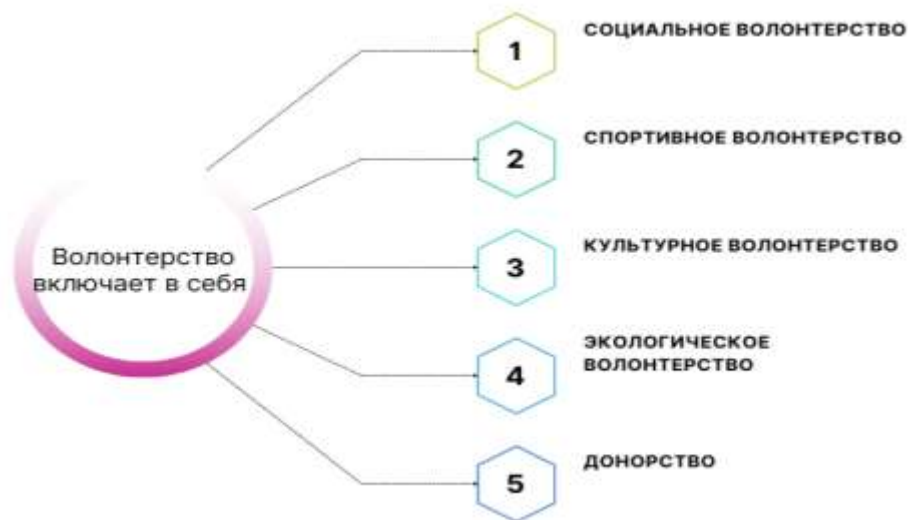 Волонтерство
включает в себя
1
СОЦИАЛЬНОЕ ВОЛОНТЕРСТВО
2
СПОРТИВНОЕ ВОЛОНТЕРСТВО
3
КУЛЬТУРНОЕ ВОЛОНТЕРСТВО
4
ЭКОЛОГИЧЕСКОЕ
ВОЛОНТЕРСТВО
5
ДОНОРСТВО